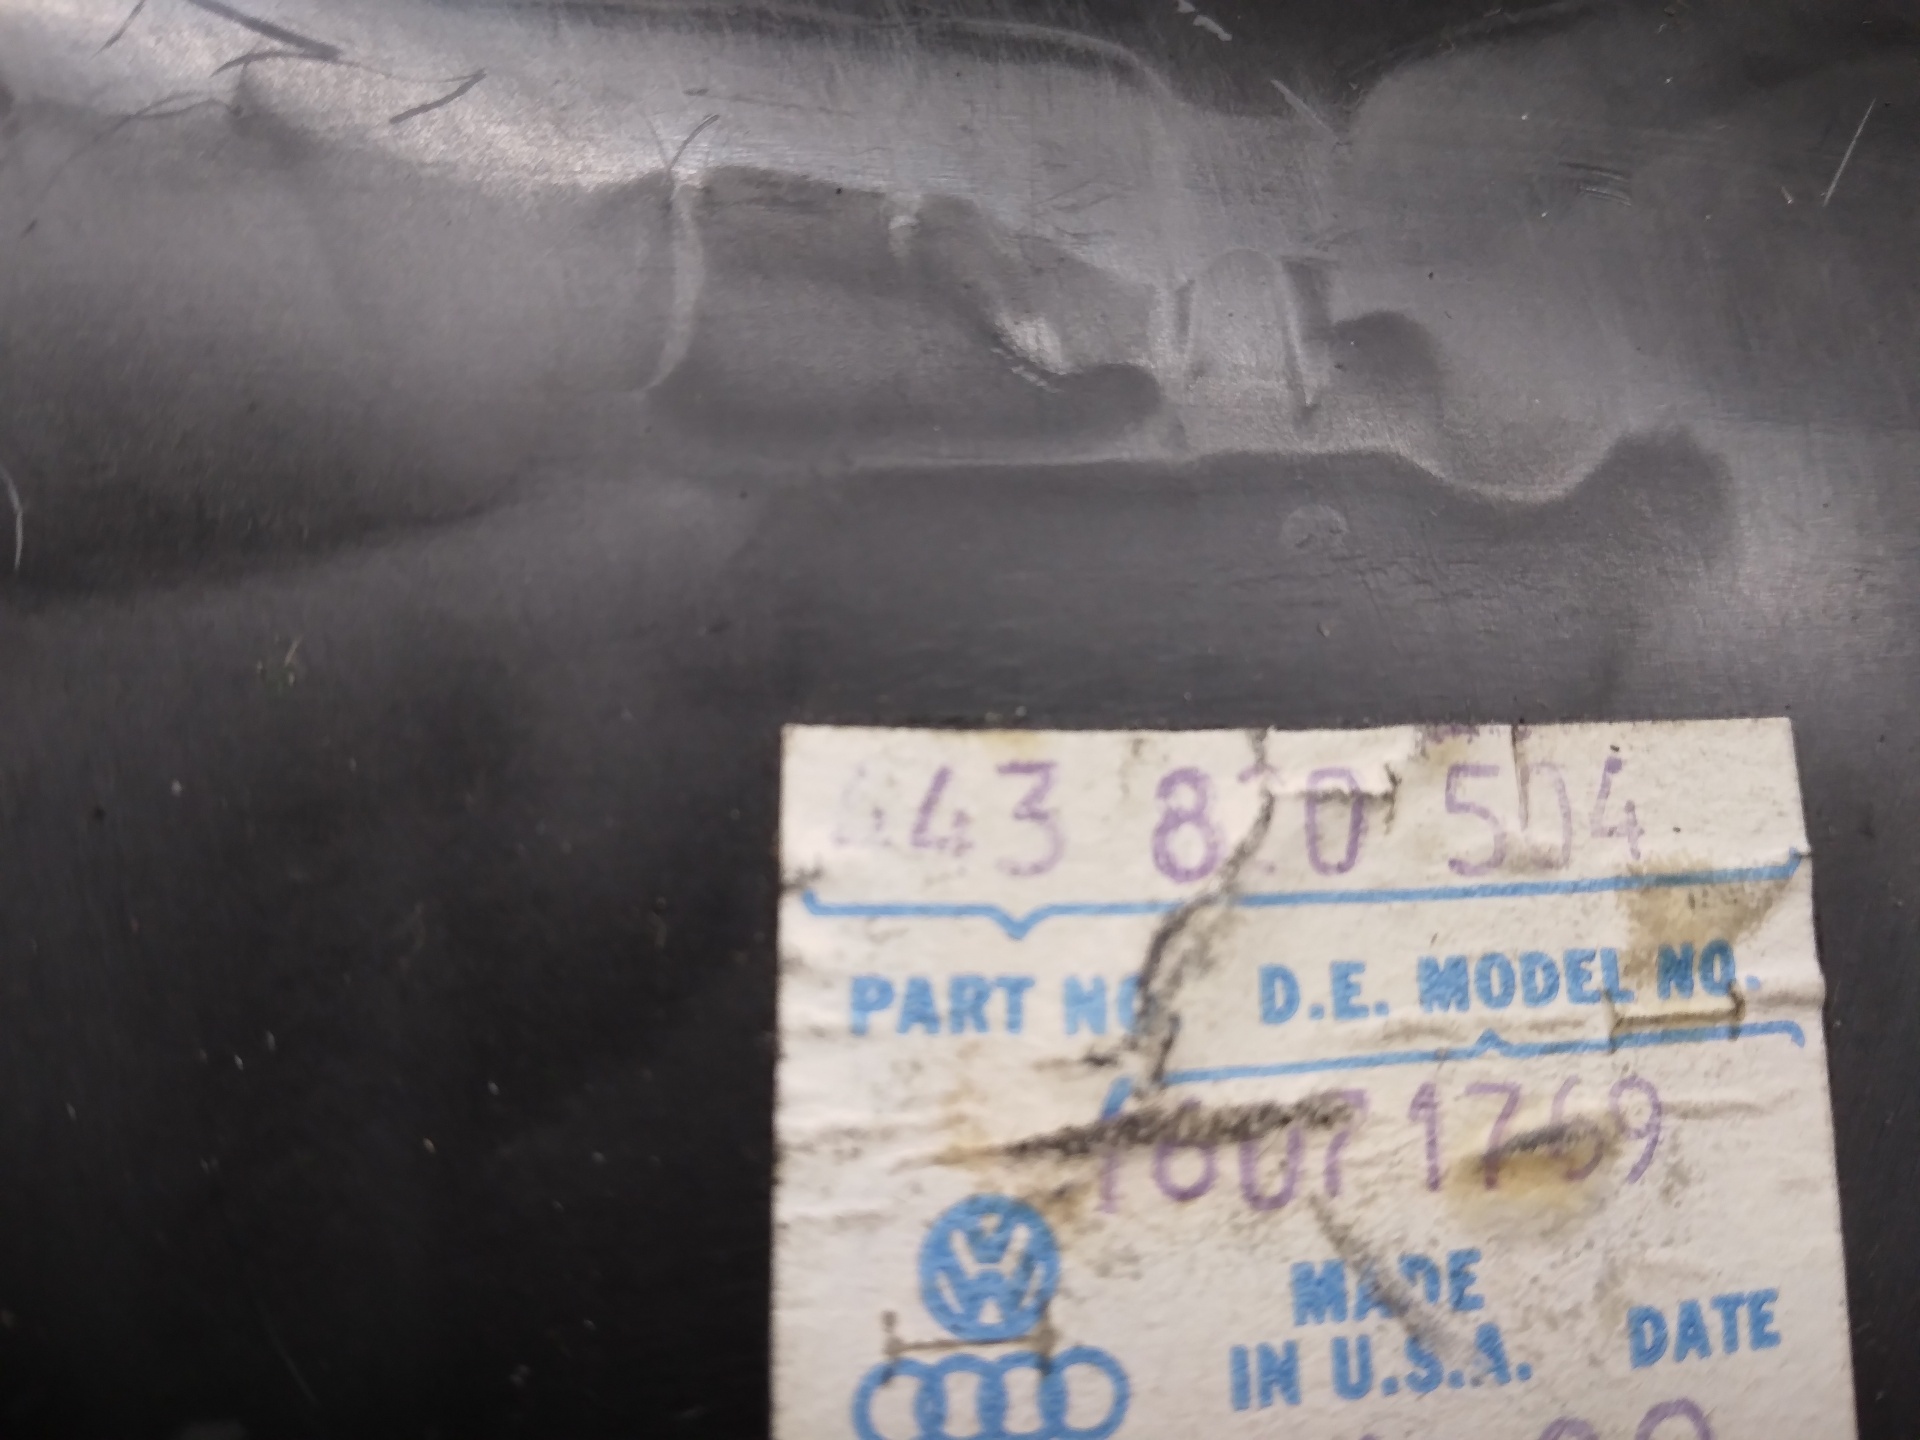 443 820 504
PART NO. D.E. MODEL NO.
16071769
MADE
IN U.S.A. DATE